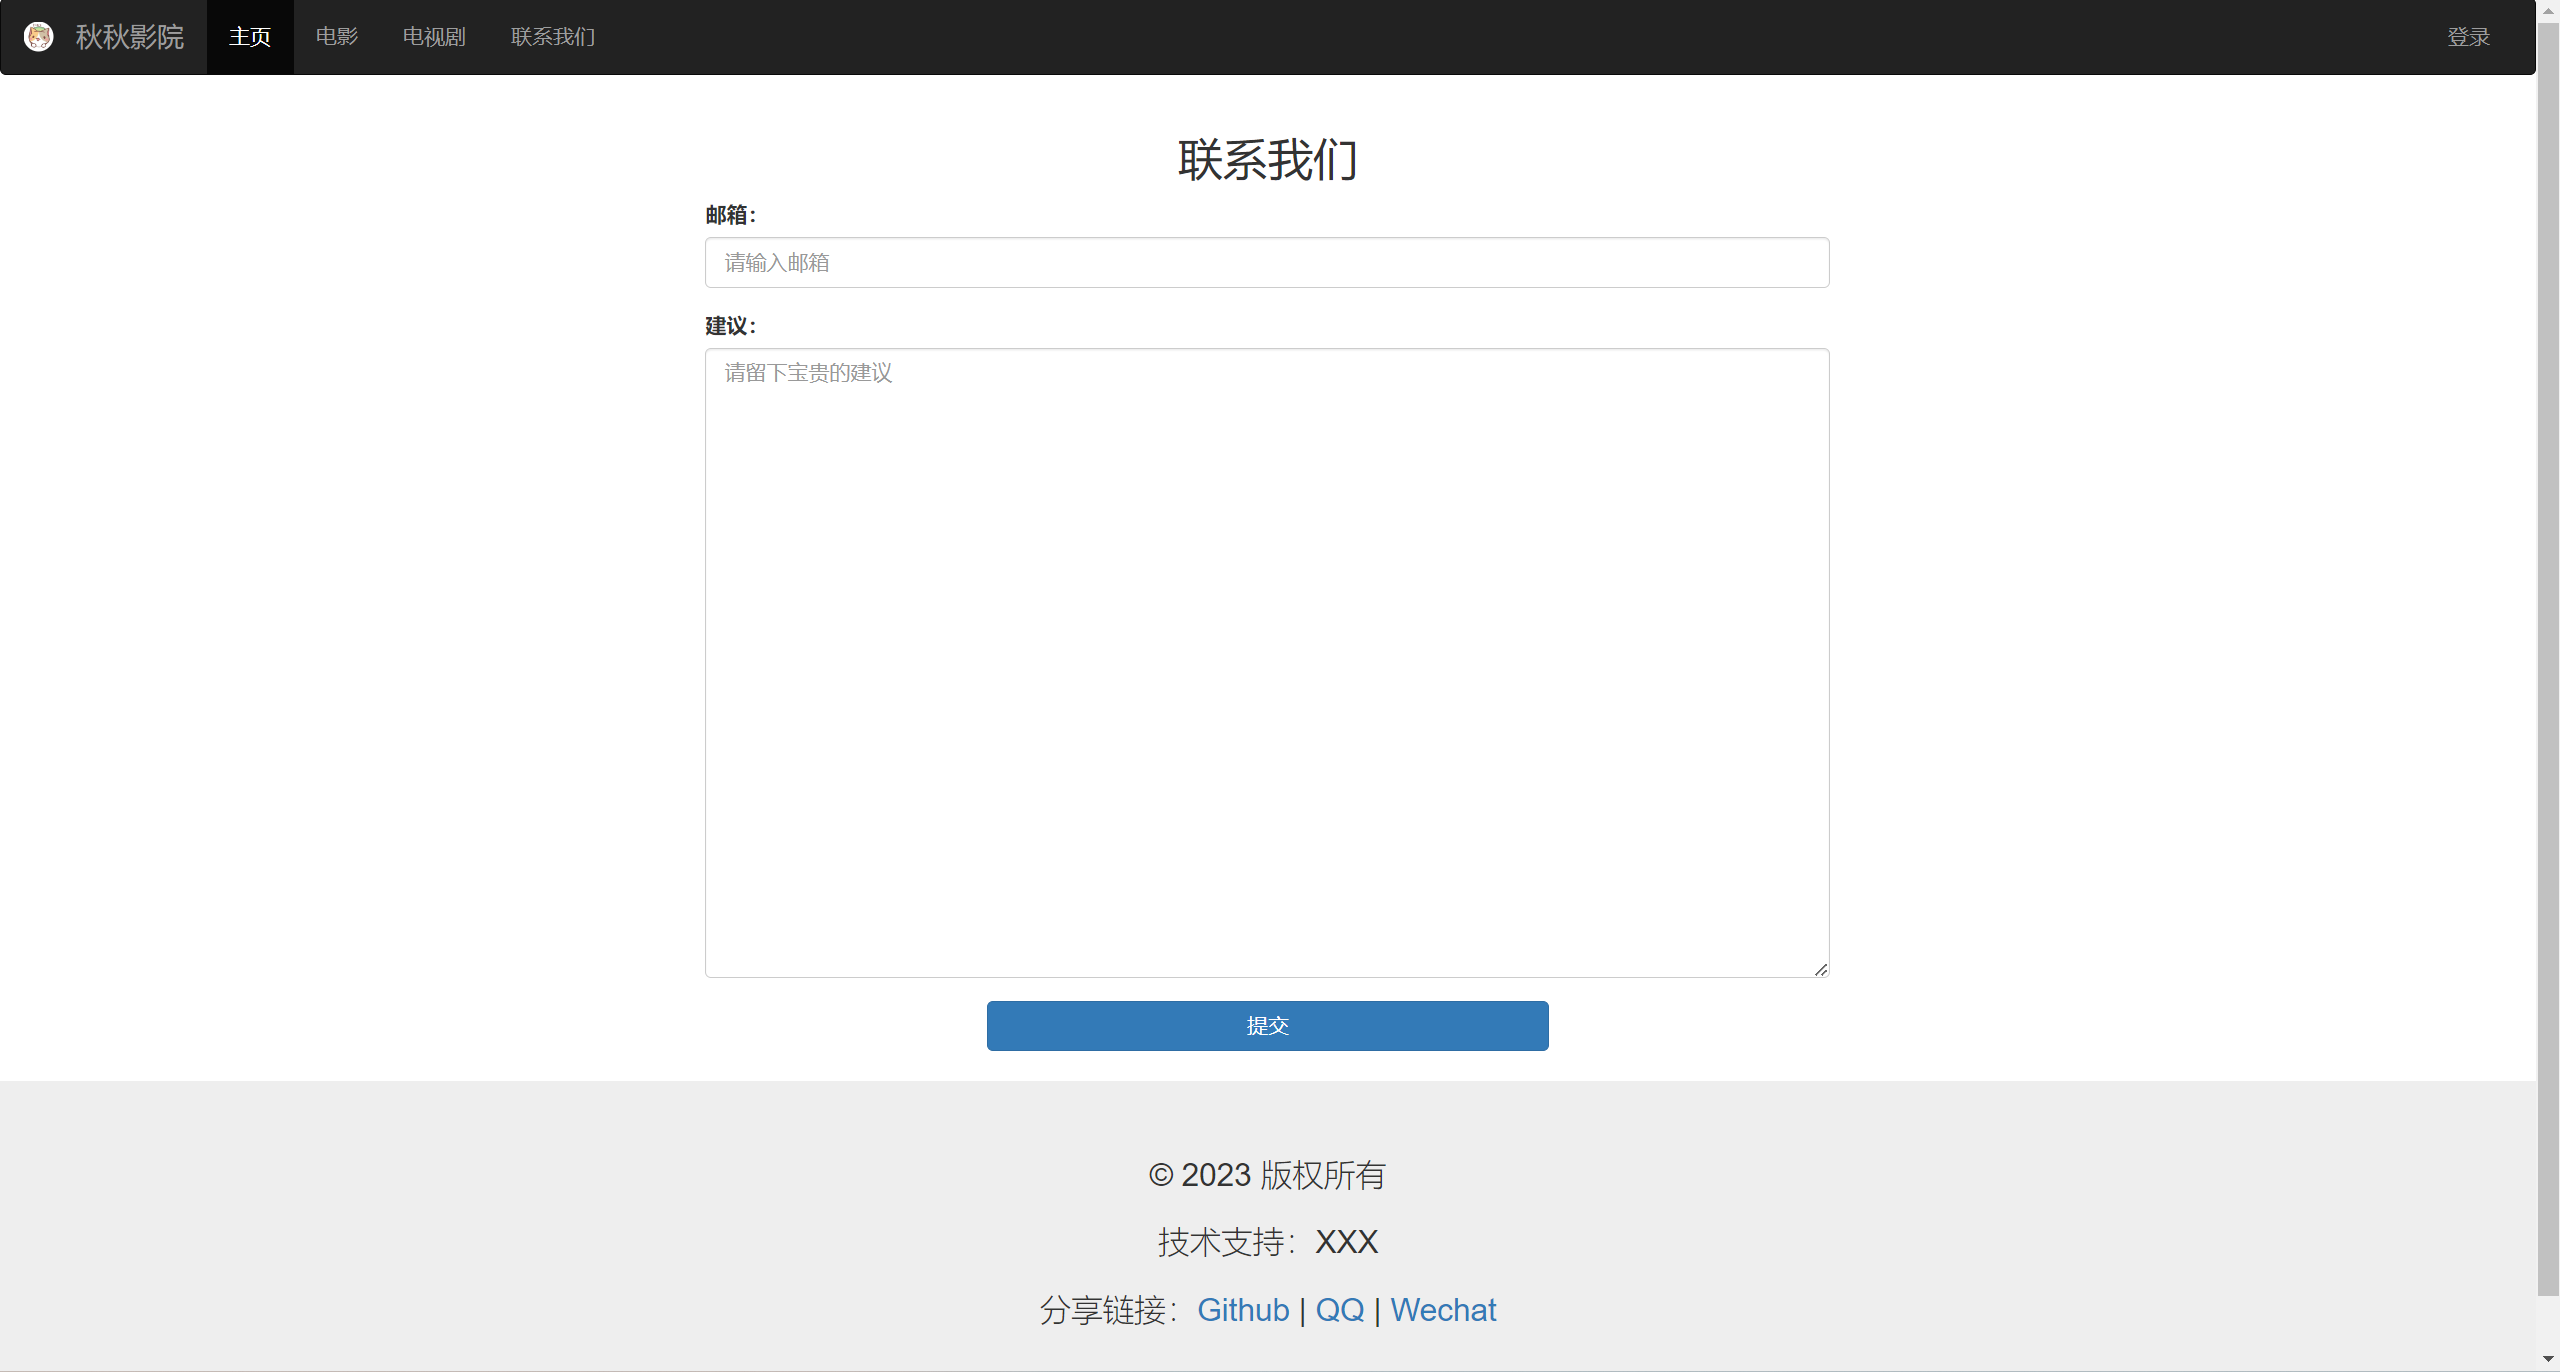 秋秋影院 主页 电影 电视剧 联系我们 登录
联系我们
邮箱：
请输入邮箱
建议：
请留下宝贵的建议
提交
© 2023 版权所有
技术支持：XXX
分享链接：Github | QQ | Wechat